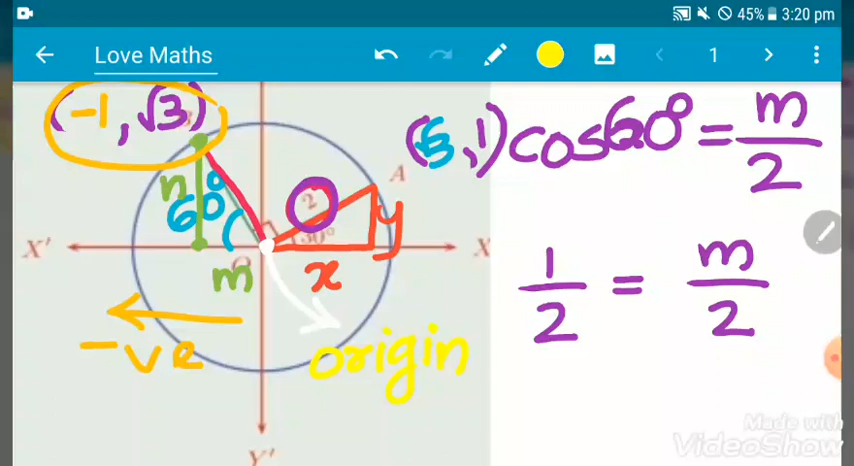 45% 3:20 pm
Love Maths
1
(-1, √3)
(√3, 1) cos60° = m/2
A
n
60°
2
30°
y
X'
O
X
m
x
1/2 = m/2
-ve
origin
Y'
Made with
VideoShow